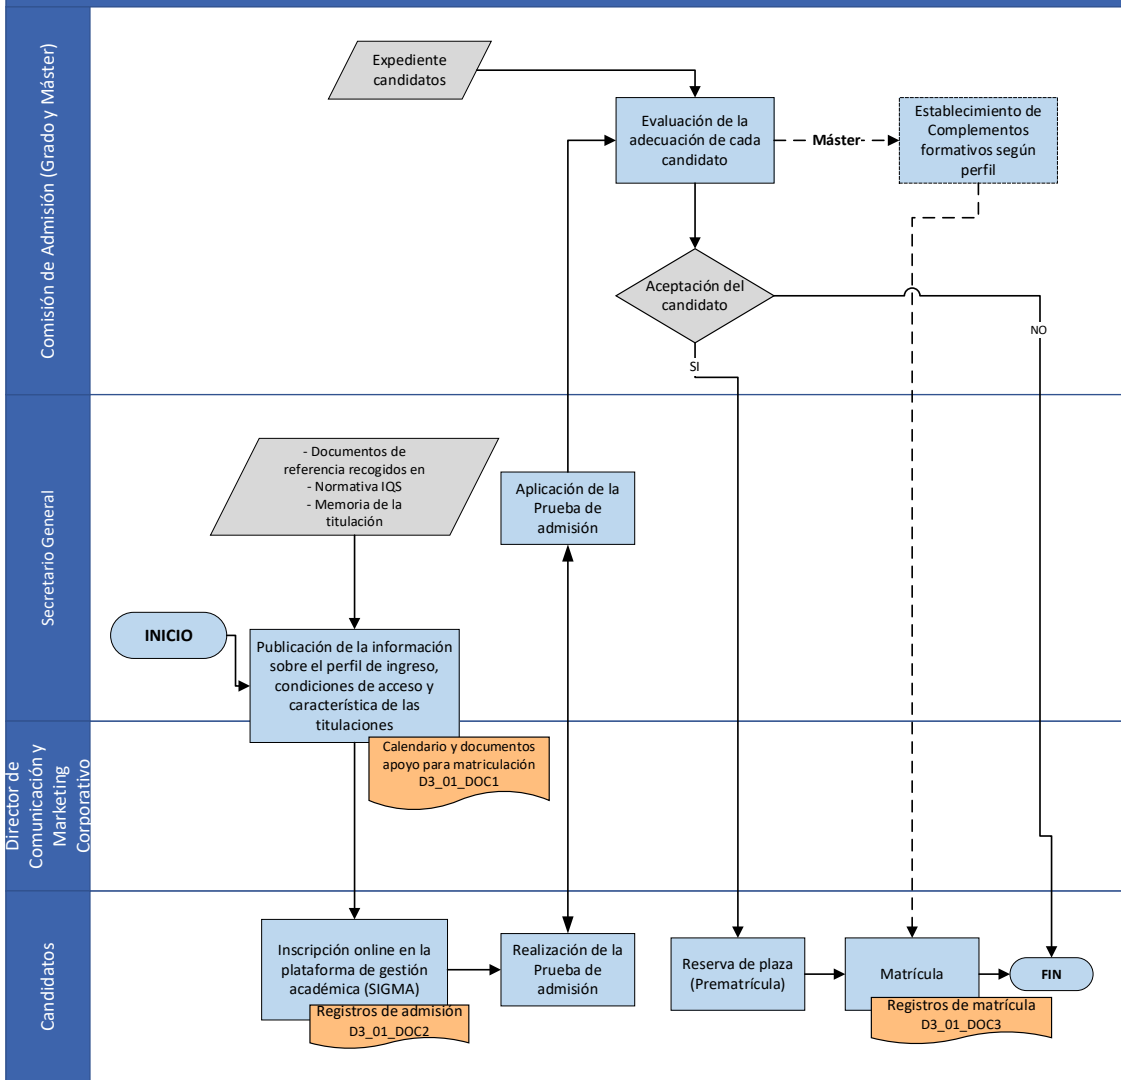 Comisión de Admisión (Grado y Máster)
Expediente
candidatos
Evaluación de la
adecuación de cada
candidato
Máster
Establecimiento de
Complementos
formativos según
perfil
Aceptación del
candidato
NO
SI
Secretario General
- Documentos de
referencia recogidos en
- Normativa IQS
- Memoria de la
titulación
Aplicación de la
Prueba de
admisión
INICIO
Publicación de la información
sobre el perfil de ingreso,
condiciones de acceso y
característica de las
titulaciones
Director de
Comunicación y
Marketing
Corporativo
Calendario y documentos
apoyo para matriculación
D3_01_DOC1
Candidatos
Inscripción online en la
plataforma de gestión
académica (SIGMA)
Registros de admisión
D3_01_DOC2
Realización de la
Prueba de
admisión
Reserva de plaza
(Prematrícula)
Matrícula
Registros de matrícula
D3_01_DOC3
FIN